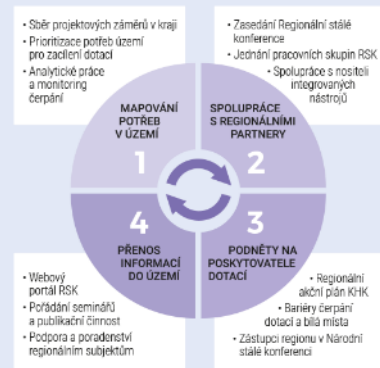 • Sběr projektových záměrů v kraji
• Prioritizace potřeb území
pro zacílení dotací
• Analytické práce
a monitoring
čerpání
• Zasedání Regionální stálé
konference
• Jednání pracovních skupin RSK
• Spolupráce s nositeli
integrovaných
nástrojů
MAPOVÁNÍ
POTŘEB
V ÚZEMÍ
1
SPOLUPRÁCE
S REGIONÁLNÍMI
PARTNERY
2
4
PŘENOS
INFORMACÍ
DO ÚZEMÍ
3
PODNĚTY NA
POSKYTOVATELE
DOTACÍ
• Webový
portál RSK
• Pořádání seminářů
a publikační činnost
• Podpora a poradenství
regionálním subjektům
• Regionální
akční plán KHK
• Bariéry čerpání
dotací a bílá místa
• Zástupci regionu v Národní
stálé konferenci